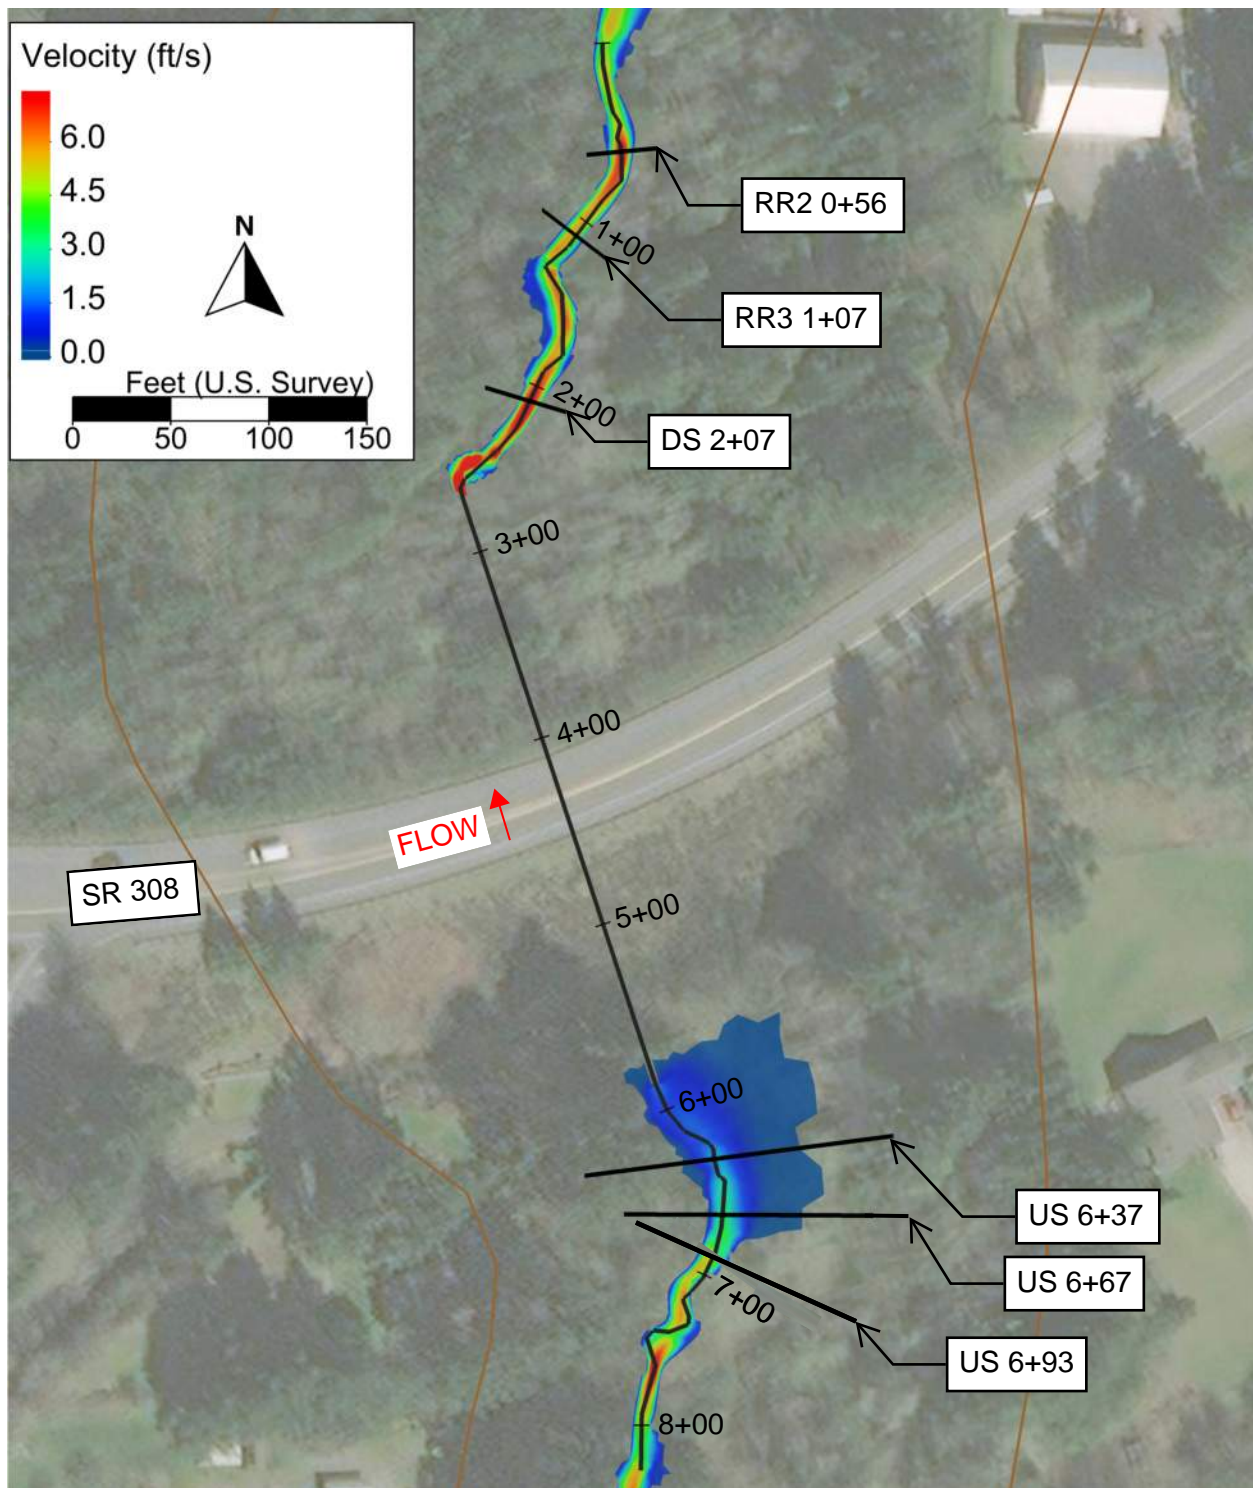 Velocity (ft/s)
6.0
4.5
3.0
1.5
0.0
N
Feet (U.S. Survey)
0 50 100 150
RR2 0+56
1+00
RR3 1+07
2+00
DS 2+07
3+00
4+00
FLOW
SR 308
5+00
6+00
US 6+37
US 6+67
7+00
US 6+93
8+00